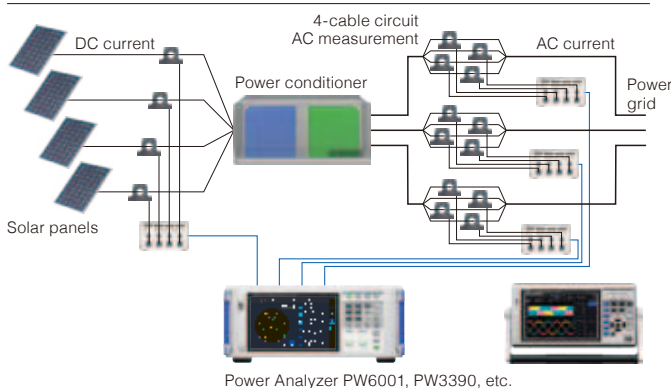 4-cable circuit
AC measurement
DC current
AC current
Power conditioner
Power
grid
Solar panels
Power Analyzer PW6001, PW3390, etc.